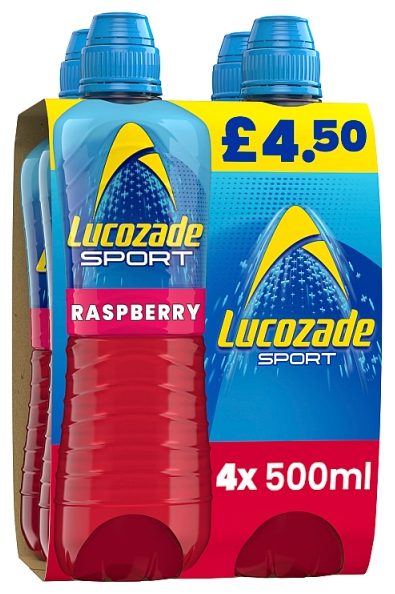 Lucozade
SPORT
RASPBERRY
£4.50
Lucozade
SPORT
4x 500ml